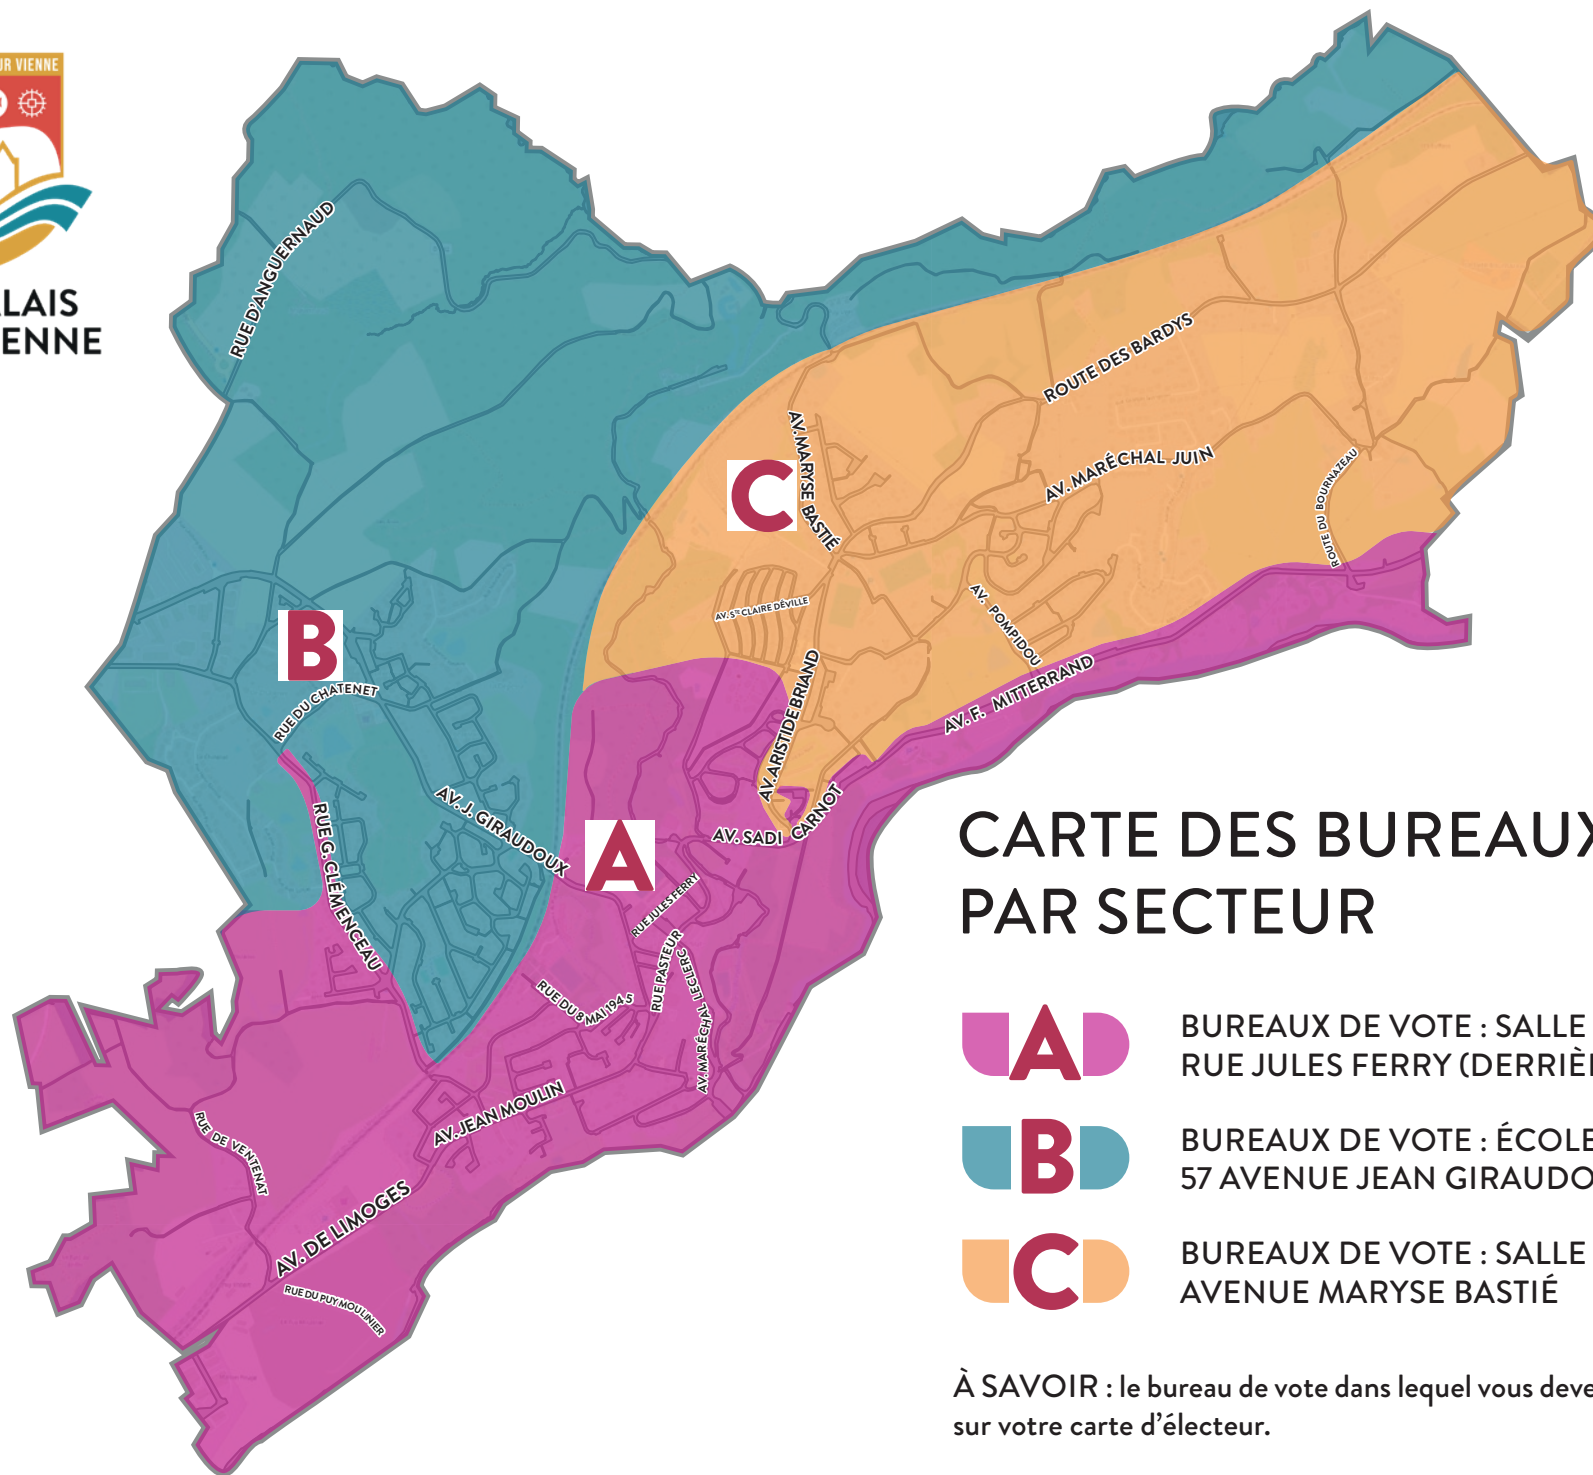 UR VIENNE
LAIS
ENNE
RUE D'ANGUERNAUD
ROUTE DES BARDYS
AV. MARYSE BASTIÉ
AV. MARÉCHAL JUIN
ROUTE DU BOURNAZEAU
C
AV. STE CLAIRE DÉVILLE
AV. POMPIDOU
B
RUE DU CHATENET
AV. ARISTIDE BRIAND
AV. F. MITTERRAND
RUE G. CLÉMENCEAU
AV. J. GIRAUDOUX
A
AV. SADI CARNOT
RUE JULES FERRY
RUE PASTEUR
AV. MARÉCHAL LECLERC
RUE DU 8 MAI 1945
AV. JEAN MOULIN
RUE DE VENTENAT
AV. DE LIMOGES
RUE DU PUY MOULINIER
CARTE DES BUREAUX
PAR SECTEUR
A
BUREAUX DE VOTE : SALLE
RUE JULES FERRY (DERRIÈ
B
BUREAUX DE VOTE : ÉCOLE
57 AVENUE JEAN GIRAUDO
C
BUREAUX DE VOTE : SALLE
AVENUE MARYSE BASTIÉ
À SAVOIR : le bureau de vote dans lequel vous deve
sur votre carte d'électeur.